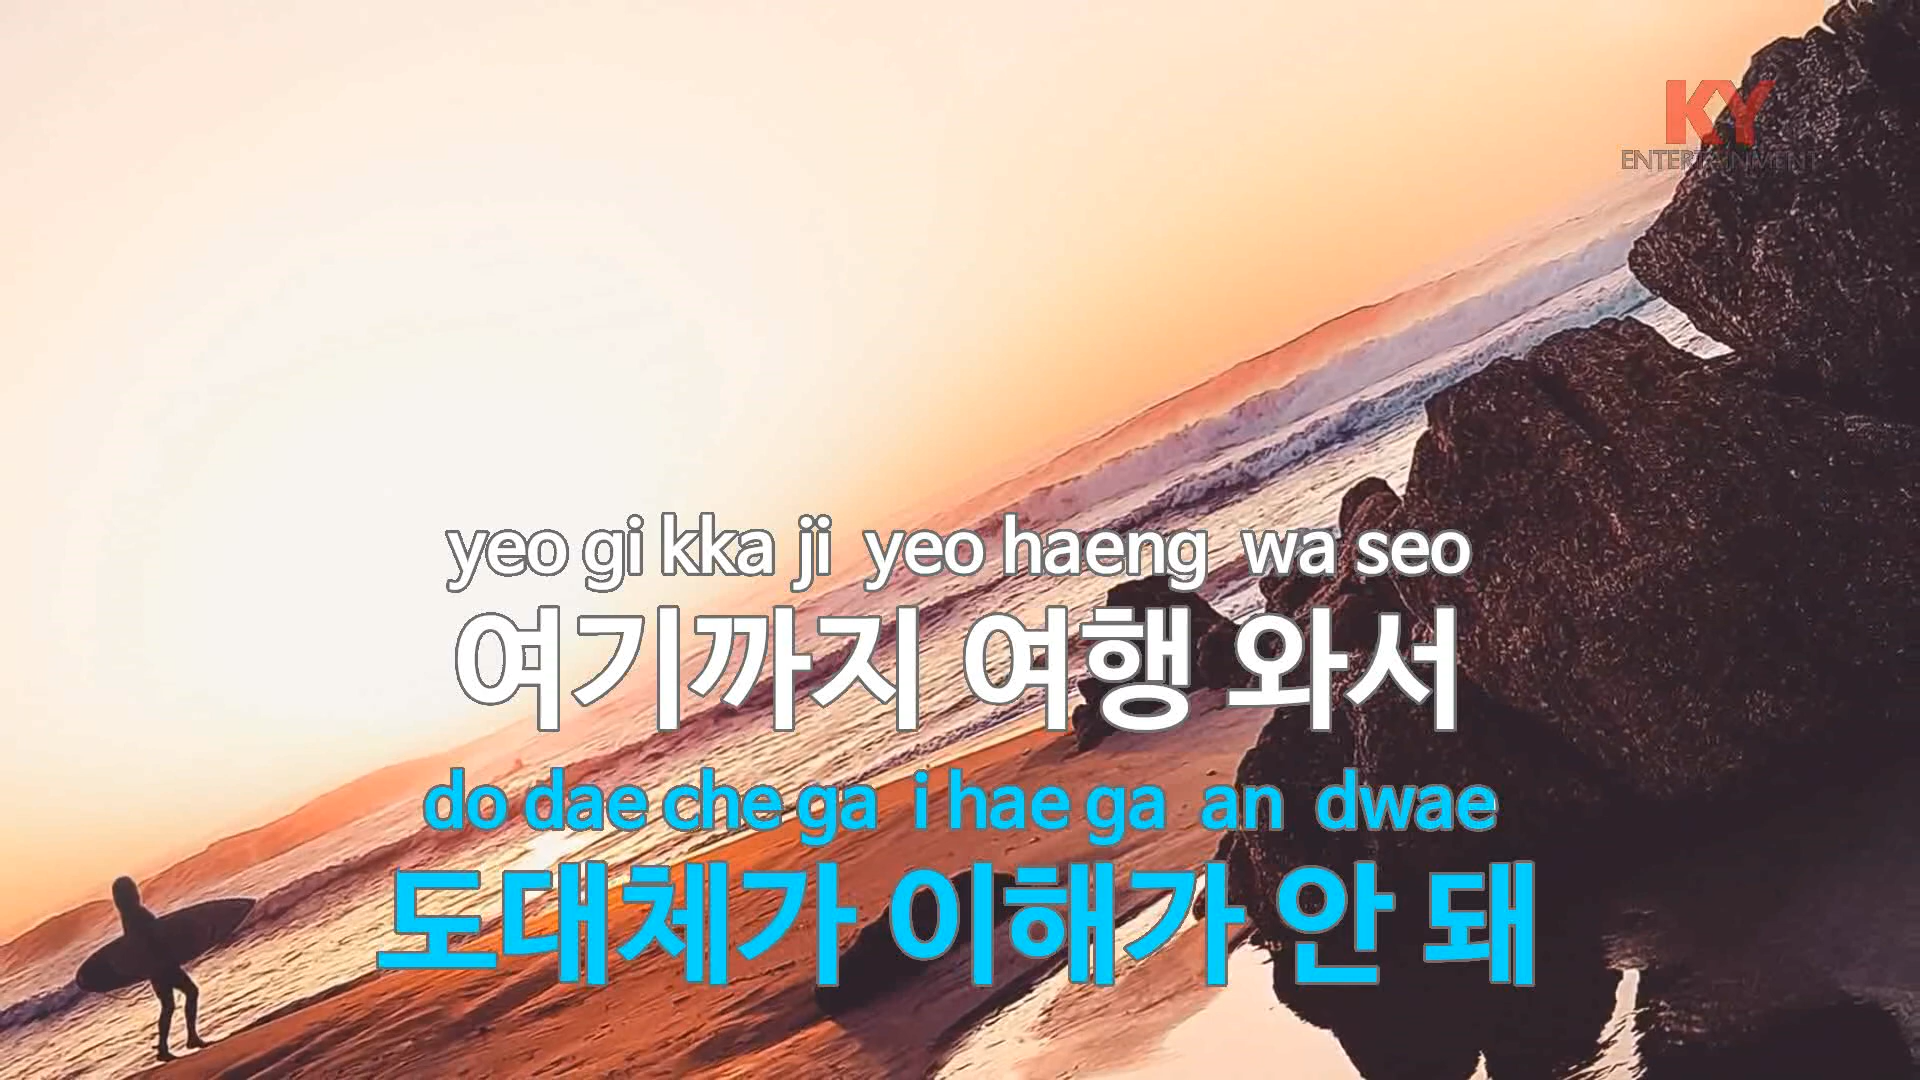 KY
ENTERTAINMENT
yeo gi kka ji yeo haeng wa seo
여기까지 여행 와서
do dae che ga i hae ga an dwae
도대체가 이해가 안 돼